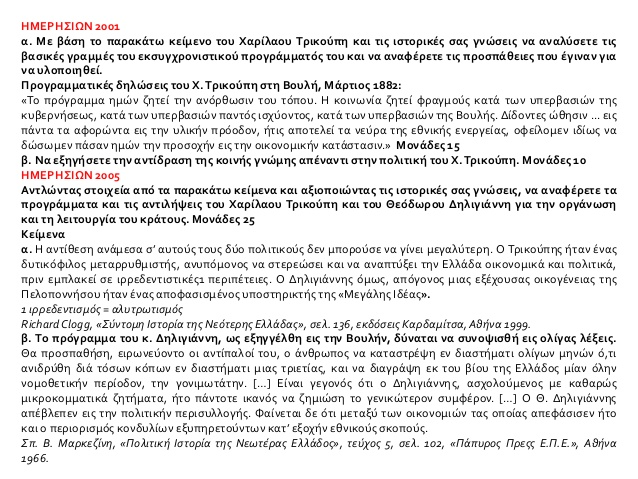 ΗΜΕΡΗΣΙΩΝ 2001
α. Με βάση το παρακάτω κείμενο του Χαρίλαου Τρικούπη και τις ιστορικές σας γνώσεις να αναλύσετε τις
βασικές γραμμές του εκσυγχρονιστικού προγράμματός του και να αναφέρετε τις προσπάθειες που έγιναν για
να υλοποιηθεί.
Προγραμματικές δηλώσεις του Χ. Τρικούπη στη Βουλή, Μάρτιος 1882:
«Το πρόγραμμα ημών ζητεί την ανόρθωσιν του τόπου. Η κοινωνία ζητεί φραγμούς κατά των υπερβασιών της
κυβερνήσεως, κατά των υπερβασιών παντός ισχύοντος, κατά των υπερβασιών της Βουλής. Δίδοντες ώθησιν ... εις
πάντα τα αφορώντα εις την υλικήν πρόοδον, ήτις αποτελεί τα νεύρα της εθνικής ενεργείας, οφείλομεν ιδίως να
δώσωμεν πάσαν ημών την προσοχήν εις την οικονομικήν κατάστασιν.» Μονάδες 15
β. Να εξηγήσετε την αντίδραση της κοινής γνώμης απέναντι στην πολιτική του Χ. Τρικούπη. Μονάδες 10
ΗΜΕΡΗΣΙΩΝ 2005
Αντλώντας στοιχεία από τα παρακάτω κείμενα και αξιοποιώντας τις ιστορικές σας γνώσεις, να αναφέρετε τα
προγράμματα και τις αντιλήψεις του Χαρίλαου Τρικούπη και του Θεόδωρου Δηλιγιάννη για την οργάνωση
και τη λειτουργία του κράτους. Μονάδες 25
Κείμενα
α. Η αντίθεση ανάμεσα σ' αυτούς τους δύο πολιτικούς δεν μπορούσε να γίνει μεγαλύτερη. Ο Τρικούπης ήταν ένας
δυτικόφιλος μεταρρυθμιστής, ανυπόμονος να στερεώσει και να αναπτύξει την Ελλάδα οικονομικά και πολιτικά,
πριν εμπλακεί σε ιρρεδεντιστικές1 περιπέτειες. Ο Δηλιγιάννης όμως, απόγονος μιας εξέχουσας οικογένειας της
Πελοποννήσου ήταν ένας αποφασισμένος υποστηρικτής της «Μεγάλης Ιδέας».
1 ιρρεδεντισμός = αλυτρωτισμός
Richard Clogg, «Σύντομη Ιστορία της Νεότερης Ελλάδας», σελ. 136, εκδόσεις Καρδαμίτσα, Αθήνα 1999.
β. Το πρόγραμμα του κ. Δηλιγιάννη, ως εξηγγέλθη εις την Βουλήν, δύναται να συνοψισθή εις ολίγας λέξεις.
Θα προσπαθήση, ειρωνεύοντο οι αντίπαλοί του, ο άνθρωπος να καταστρέψη εν διαστήματι ολίγων μηνών ό,τι
ανιδρύθη διά τόσων κόπων εν διαστήματι μιας τριετίας, και να διαγράψη εκ του βίου της Ελλάδος μίαν όλην
νομοθετικήν περίοδον, την γονιμωτάτην. [...] Είναι γεγονός ότι ο Δηλιγιάννης, ασχολούμενος με καθαρώς
μικροκομματικά ζητήματα, ήτο πάντοτε ικανός να ζημιώση το γενικώτερον συμφέρον. [...] Ο Θ. Δηλιγιάννης
απέβλεπεν εις την πολιτικήν περισυλλογής. Φαίνεται δε ότι μεταξύ των οικονομιών τας οποίας απεφάσισεν ήτο
και ο περιορισμός κονδυλίων εξυπηρετούντων κατ' εξοχήν εθνικούς σκοπούς.
Σπ. Β. Μαρκεζίνη, «Πολιτική Ιστορία της Νεωτέρας Ελλάδος», τεύχος 5, σελ. 102, «Πάπυρος Πρεςς Ε.Π.Ε.», Αθήνα
1966.